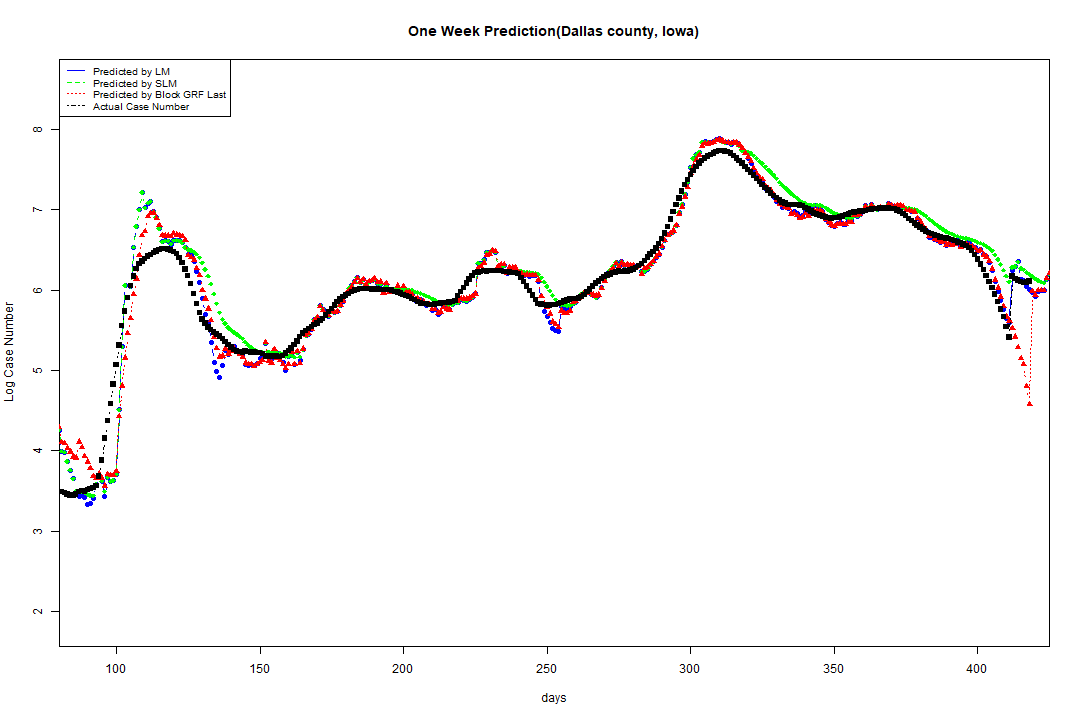 One Week Prediction(Dallas county, Iowa)
Predicted by LM
Predicted by SLM
Predicted by Block GRF Last
Actual Case Number
Log Case Number
8
7
6
5
4
3
2
100 150 200 250 300 350 400
days